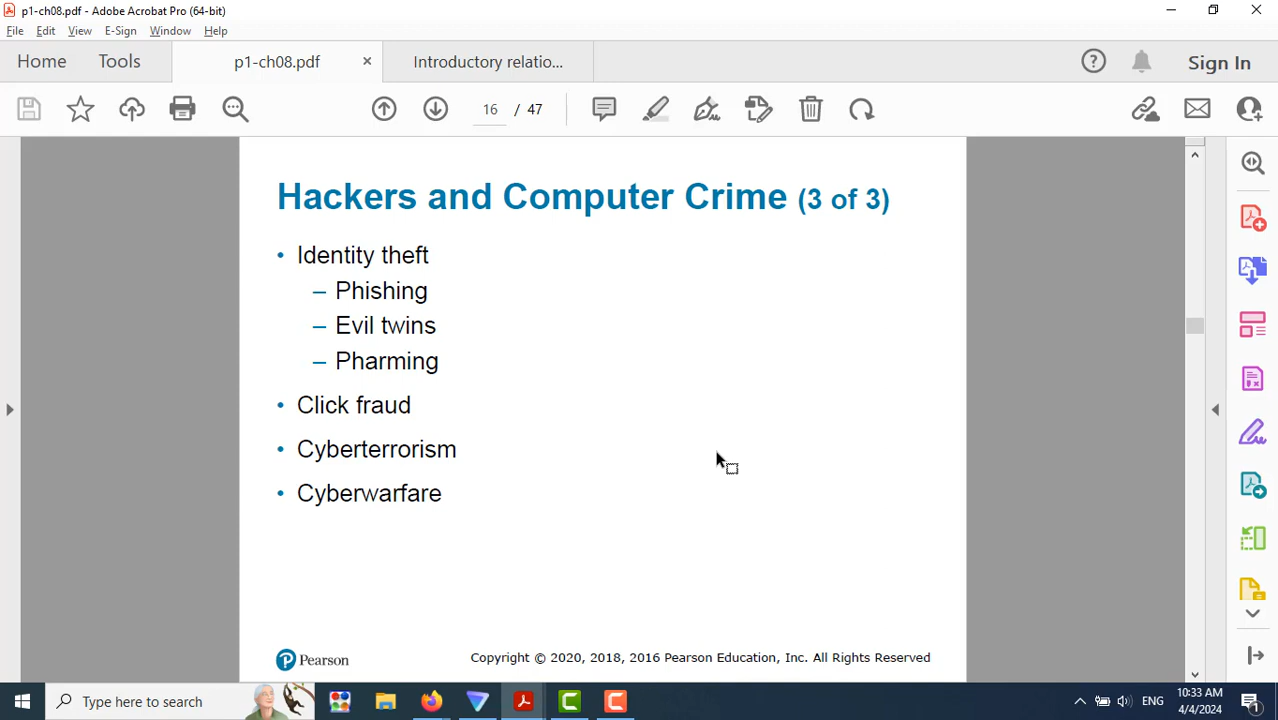 p1-ch08.pdf - Adobe Acrobat Pro (64-bit)
File Edit View E-Sign Window Help
Home Tools p1-ch08.pdf Introductory relatio... Sign In
16 / 47
Hackers and Computer Crime (3 of 3)
• Identity theft
– Phishing
– Evil twins
– Pharming
• Click fraud
• Cyberterrorism
• Cyberwarfare
Pearson Copyright © 2020, 2018, 2016 Pearson Education, Inc. All Rights Reserved
Type here to search ENG 10:33 AM
4/4/2024 1